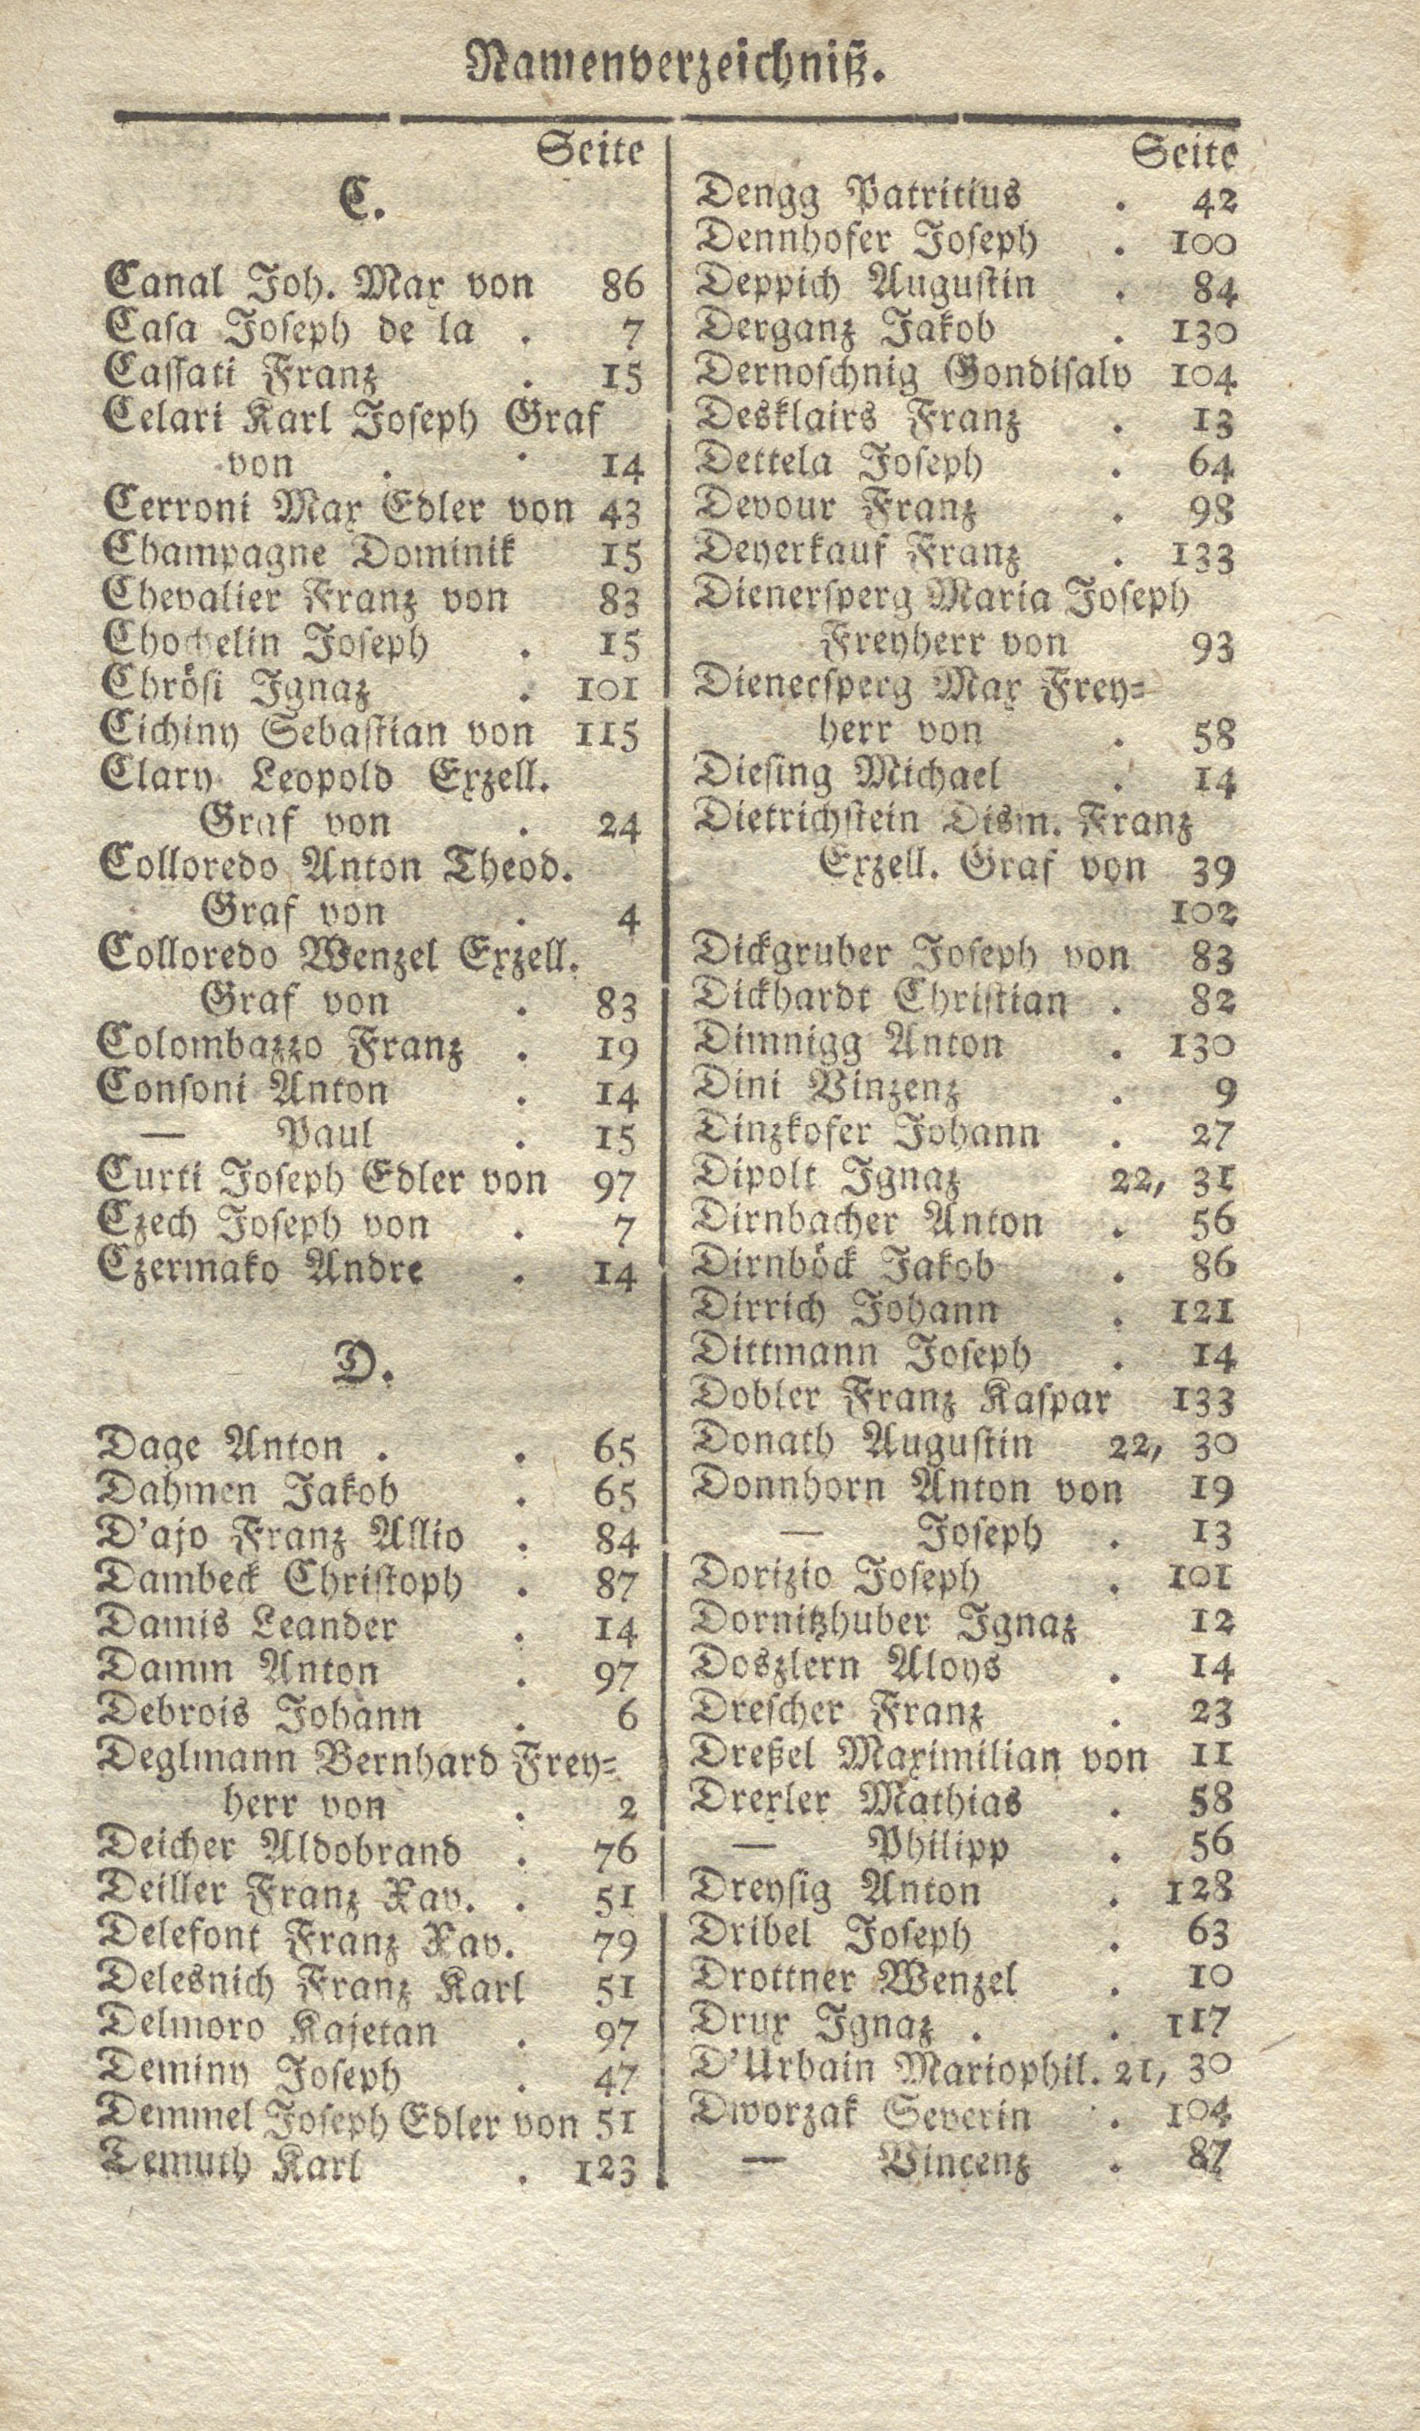 Namenverzeichniß.
Seite
C.
Canal Joh. Max von 86
Casa Joseph de la . 7
Cassati Franz . 15
Celari Karl Joseph Graf
von . . 14
Cerroni Max Edler von 43
Champagne Dominik 15
Chevalier Franz von 83
Chochelin Joseph . 15
Chrösi Ignaz . 101
Cichiny Sebastian von 115
Clary Leopold Exzell.
Graf von . 24
Colloredo Anton Theod.
Graf von . 4
Colloredo Wenzel Exzell.
Graf von . 83
Colombazzo Franz . 19
Consoni Anton . 14
— Paul . 15
Curti Joseph Edler von 97
Czech Joseph von . 7
Czermako Andre . 14
D.
Dage Anton . . 65
Dahmen Jakob . 65
D'ajo Franz Allio . 84
Dambeck Christoph . 87
Damis Leander . 14
Damm Anton . 97
Debrois Johann . 6
Deglmann Bernhard Frey=
herr von . 2
Deicher Aldobrand . 76
Deiller Franz Xav. . 51
Delefont Franz Xav. 79
Delesnich Franz Karl 51
Delmoro Kajetan . 97
Deminy Joseph . 47
Demmel Joseph Edler von 51
Demuth Karl . 123
Seite
Dengg Patritius . 42
Dennhofer Joseph . 100
Deppich Augustin . 84
Derganz Jakob . 130
Dernoschnig Gondisalv 104
Desklairs Franz . 13
Dettela Joseph . 64
Devour Franz . 98
Deyerkauf Franz . 133
Dienersperg Maria Joseph
Freyherr von 93
Dienersperg Max Frey=
herr von . 58
Diesing Michael . 14
Dietrichstein Dism. Franz
Exzell. Graf von 39
102
Dickgruber Joseph von 83
Dickhardt Christian . 82
Dimnigg Anton . 130
Dini Vinzenz . 9
Dinzkofer Johann . 27
Dipolt Ignaz 22, 31
Dirnbacher Anton . 56
Dirnböck Jakob . 86
Dirrich Johann . 121
Dittmann Joseph . 14
Dobler Franz Kaspar 133
Donath Augustin 22, 30
Donnhorn Anton von 19
— Joseph . 13
Dorizio Joseph . 101
Dornitzhuber Ignaz 12
Doszlern Aloys . 14
Drescher Franz . 23
Dreßel Maximilian von 11
Drexler Mathias . 58
— Philipp . 56
Dreysig Anton . 128
Dribel Joseph . 63
Drottner Wenzel . 10
Drux Ignaz . . 117
D'Urbain Mariophil. 21, 30
Dworzak Severin . 104
— Vincenz . 87